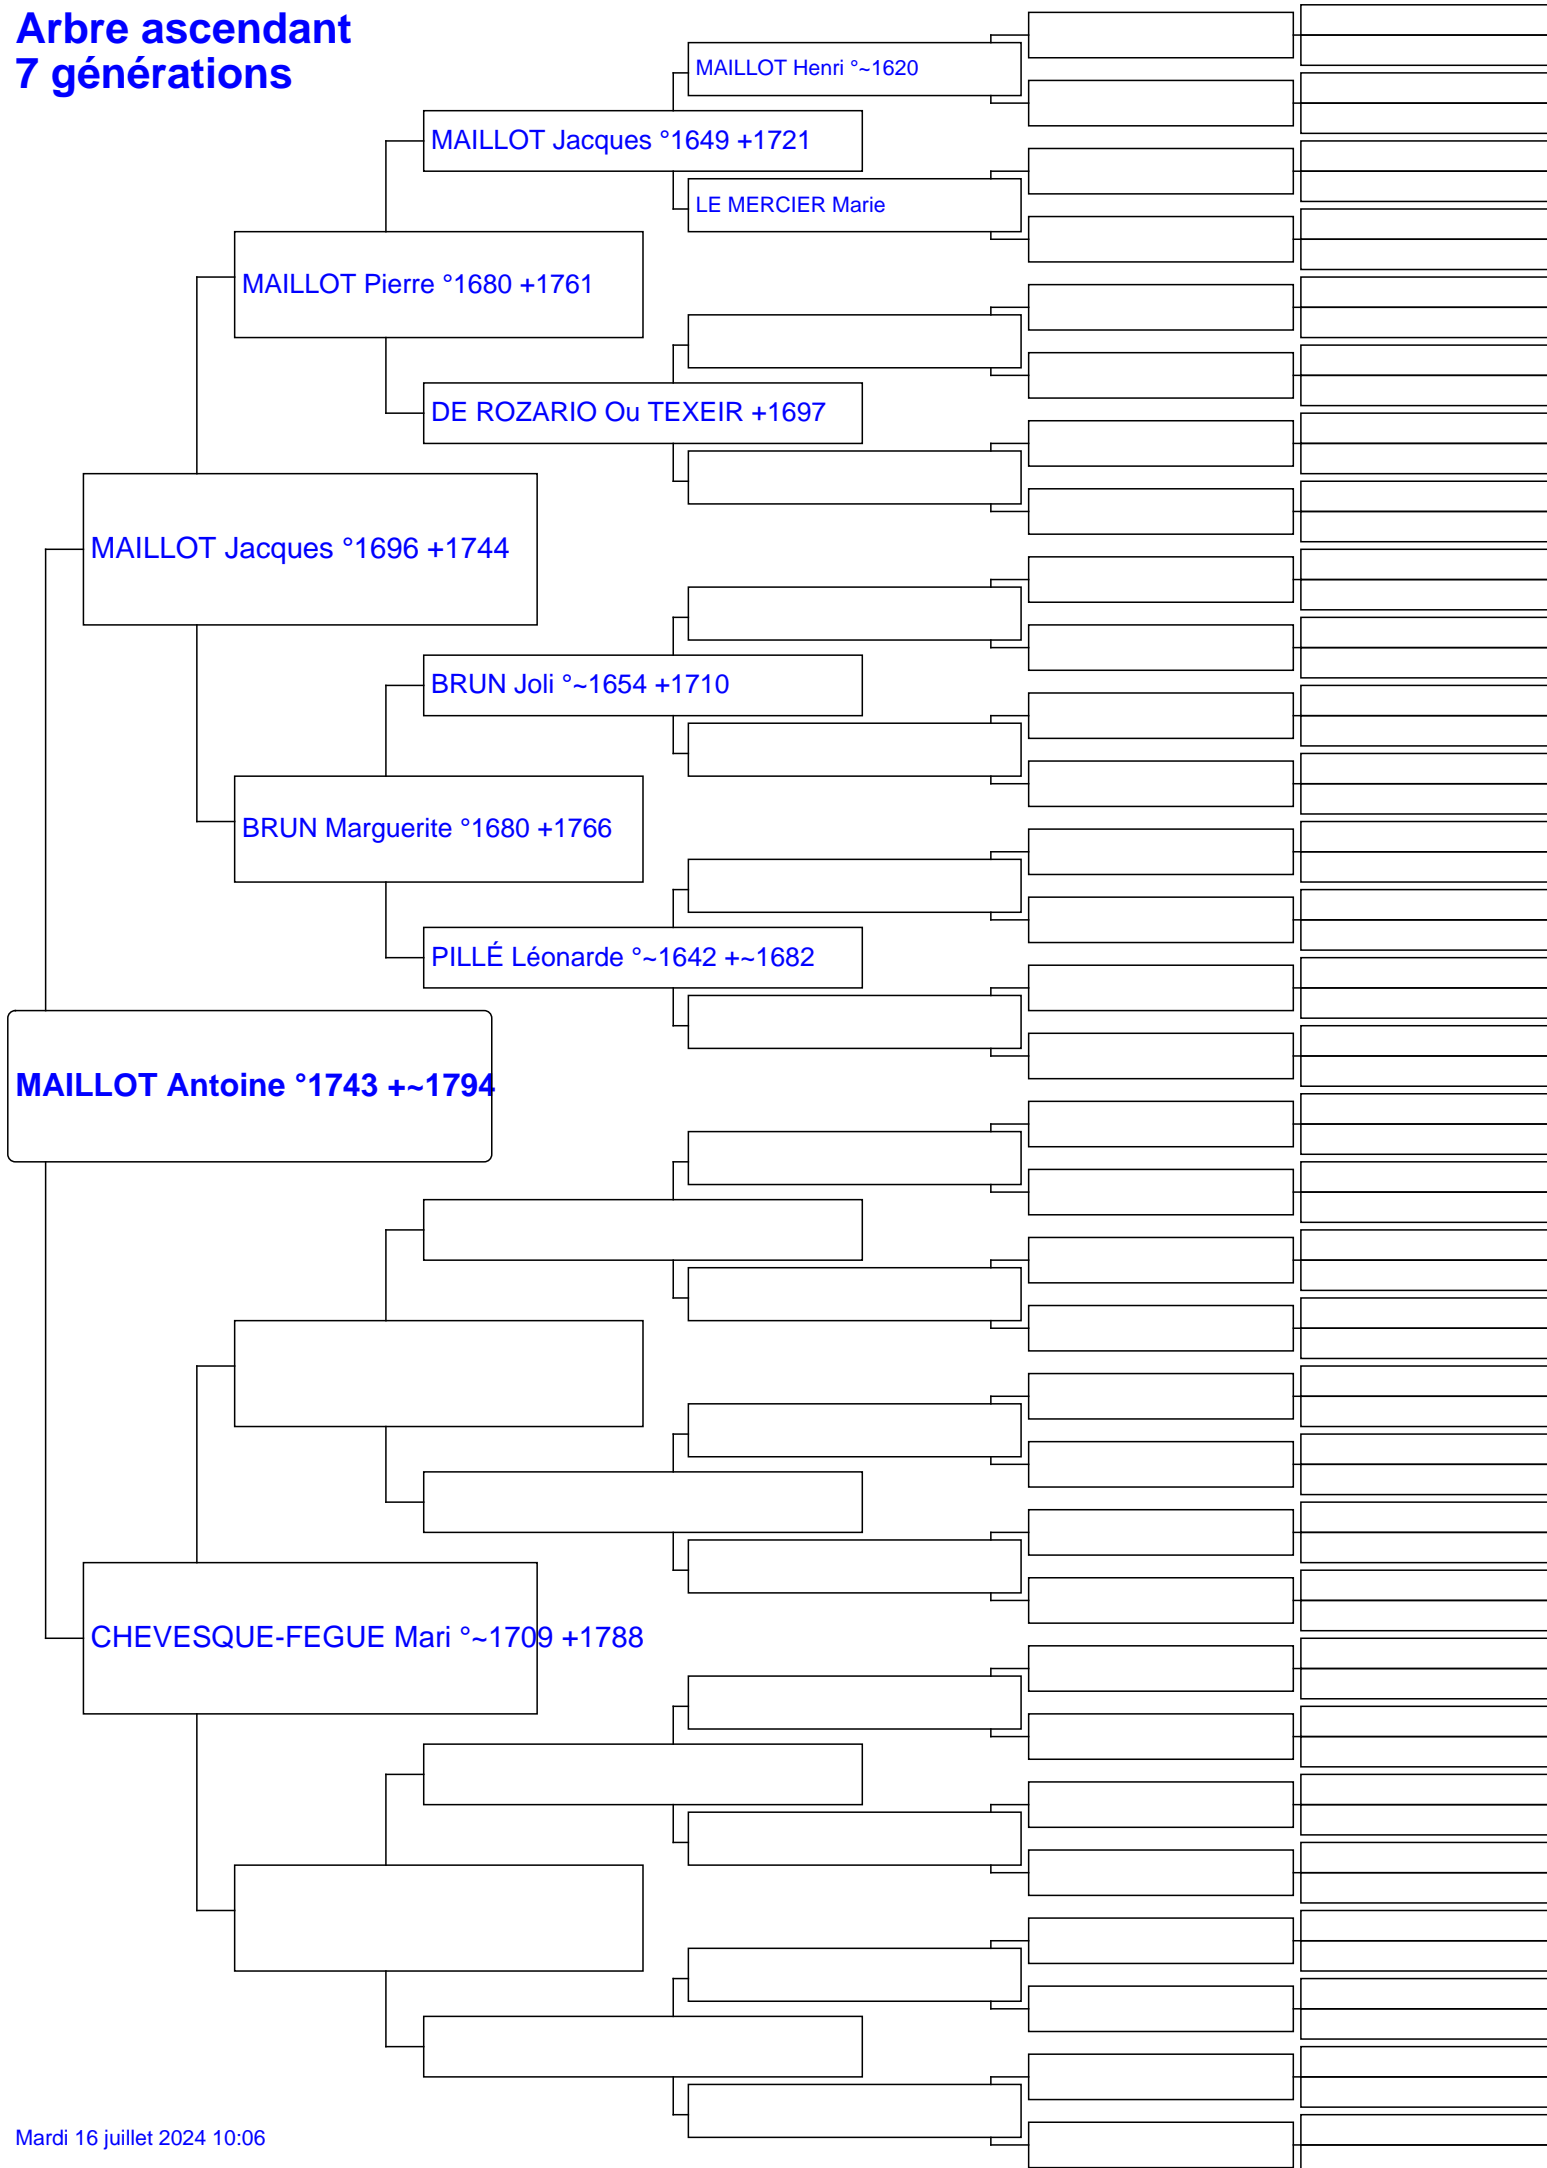 Arbre ascendant
7 générations
MAILLOT Henri °~1620
MAILLOT Jacques °1649 +1721
LE MERCIER Marie
MAILLOT Pierre °1680 +1761
DE ROZARIO Ou TEXEIR +1697
MAILLOT Jacques °1696 +1744
BRUN Joli °~1654 +1710
BRUN Marguerite °1680 +1766
PILLÉ Léonarde °~1642 +~1682
MAILLOT Antoine °1743 +~1794
CHEVESQUE-FEGUE Mari °~1709 +1788
Mardi 16 juillet 2024 10:06